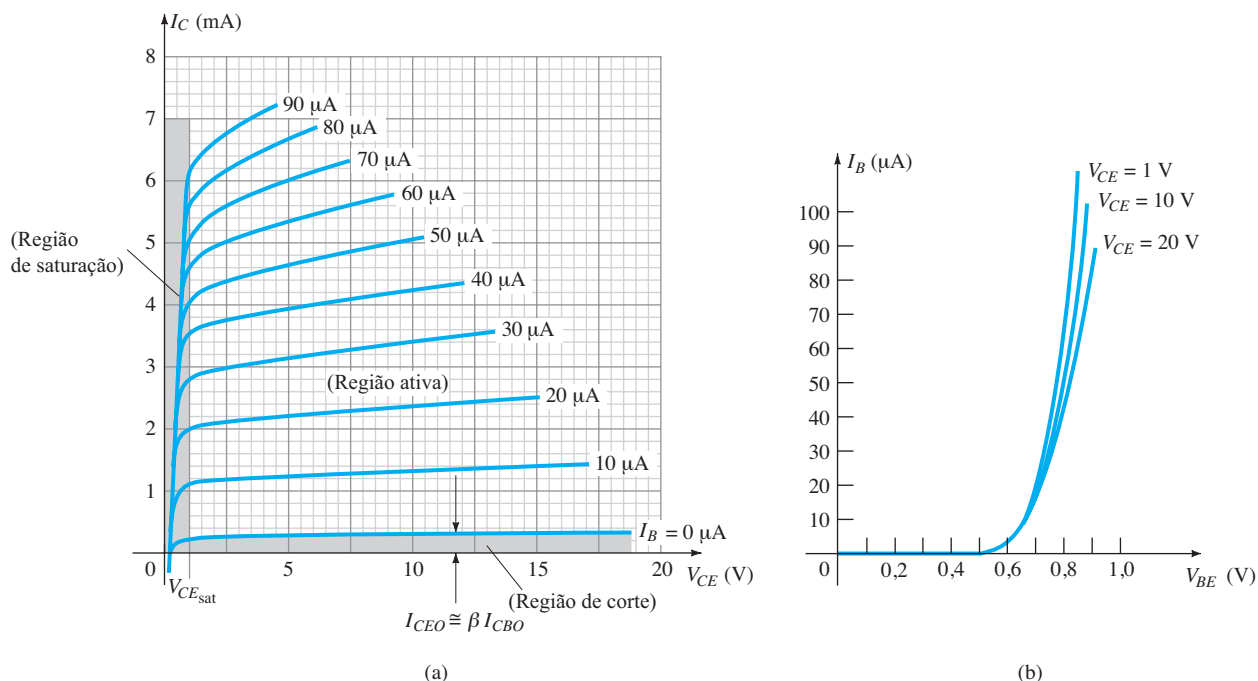 I_C (mA)
8
7
6
5
4
3
2
1
0
90 μA
80 μA
70 μA
60 μA
50 μA
40 μA
30 μA
20 μA
10 μA
I_B = 0 μA
(Região
de saturação)
(Região ativa)
(Região de corte)
V_CEsat
5
10
15
20
V_CE (V)
I_CEO ≅ β I_CBO
(a)
I_B (μA)
V_CE = 1 V
V_CE = 10 V
V_CE = 20 V
100
90
80
70
60
50
40
30
20
10
0
0,2
0,4
0,6
0,8
1,0
V_BE (V)
(b)